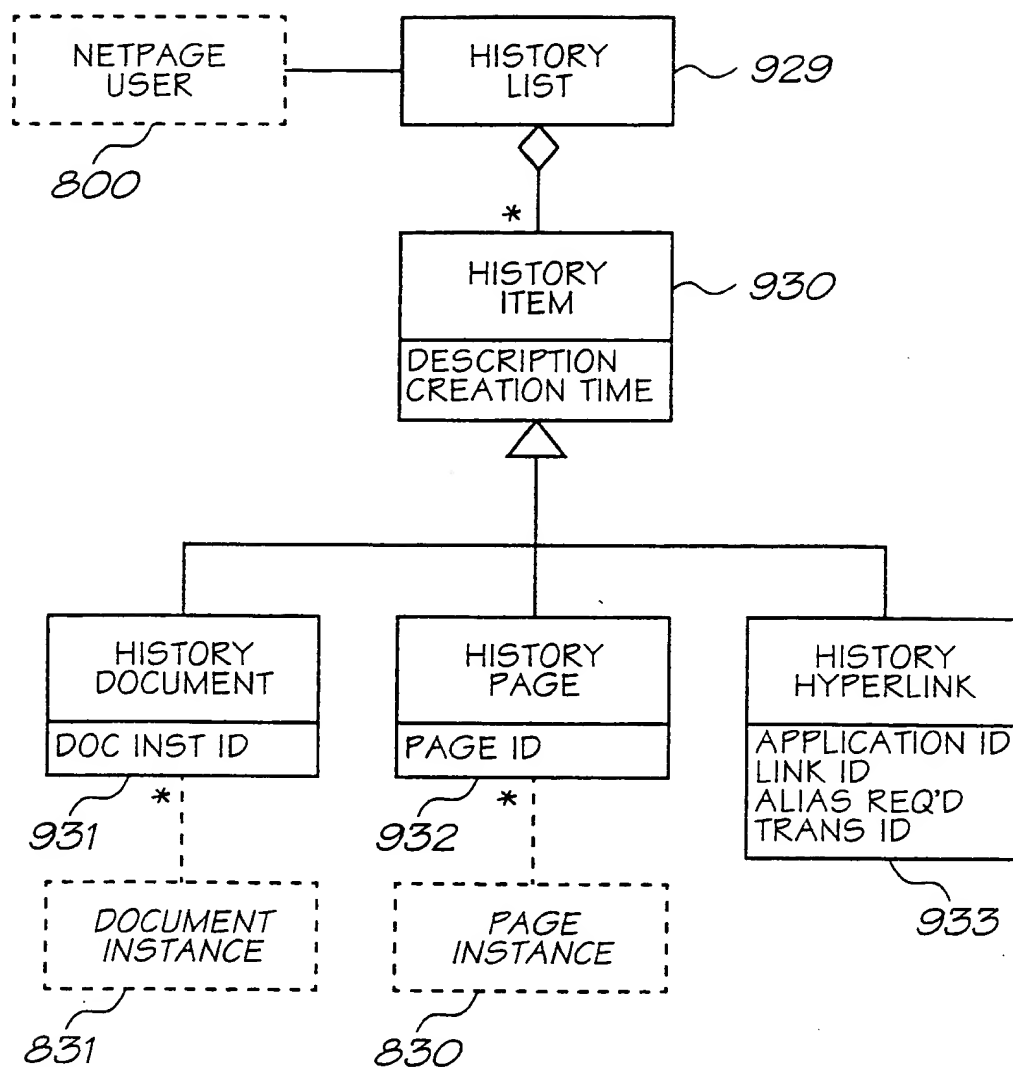 NETPAGE
USER
800
HISTORY
LIST
929
*
HISTORY
ITEM
930
DESCRIPTION
CREATION TIME
HISTORY
DOCUMENT
DOC INST ID
931
*
HISTORY
PAGE
PAGE ID
932
*
HISTORY
HYPERLINK
APPLICATION ID
LINK ID
ALIAS REQ'D
TRANS ID
933
DOCUMENT
INSTANCE
831
PAGE
INSTANCE
830